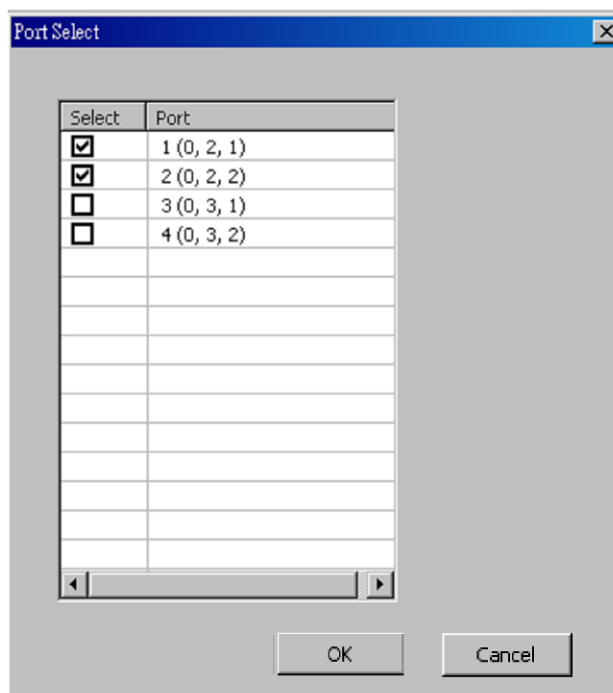 Port Select
Select Port
1 (0, 2, 1)
2 (0, 2, 2)
3 (0, 3, 1)
4 (0, 3, 2)
OK Cancel